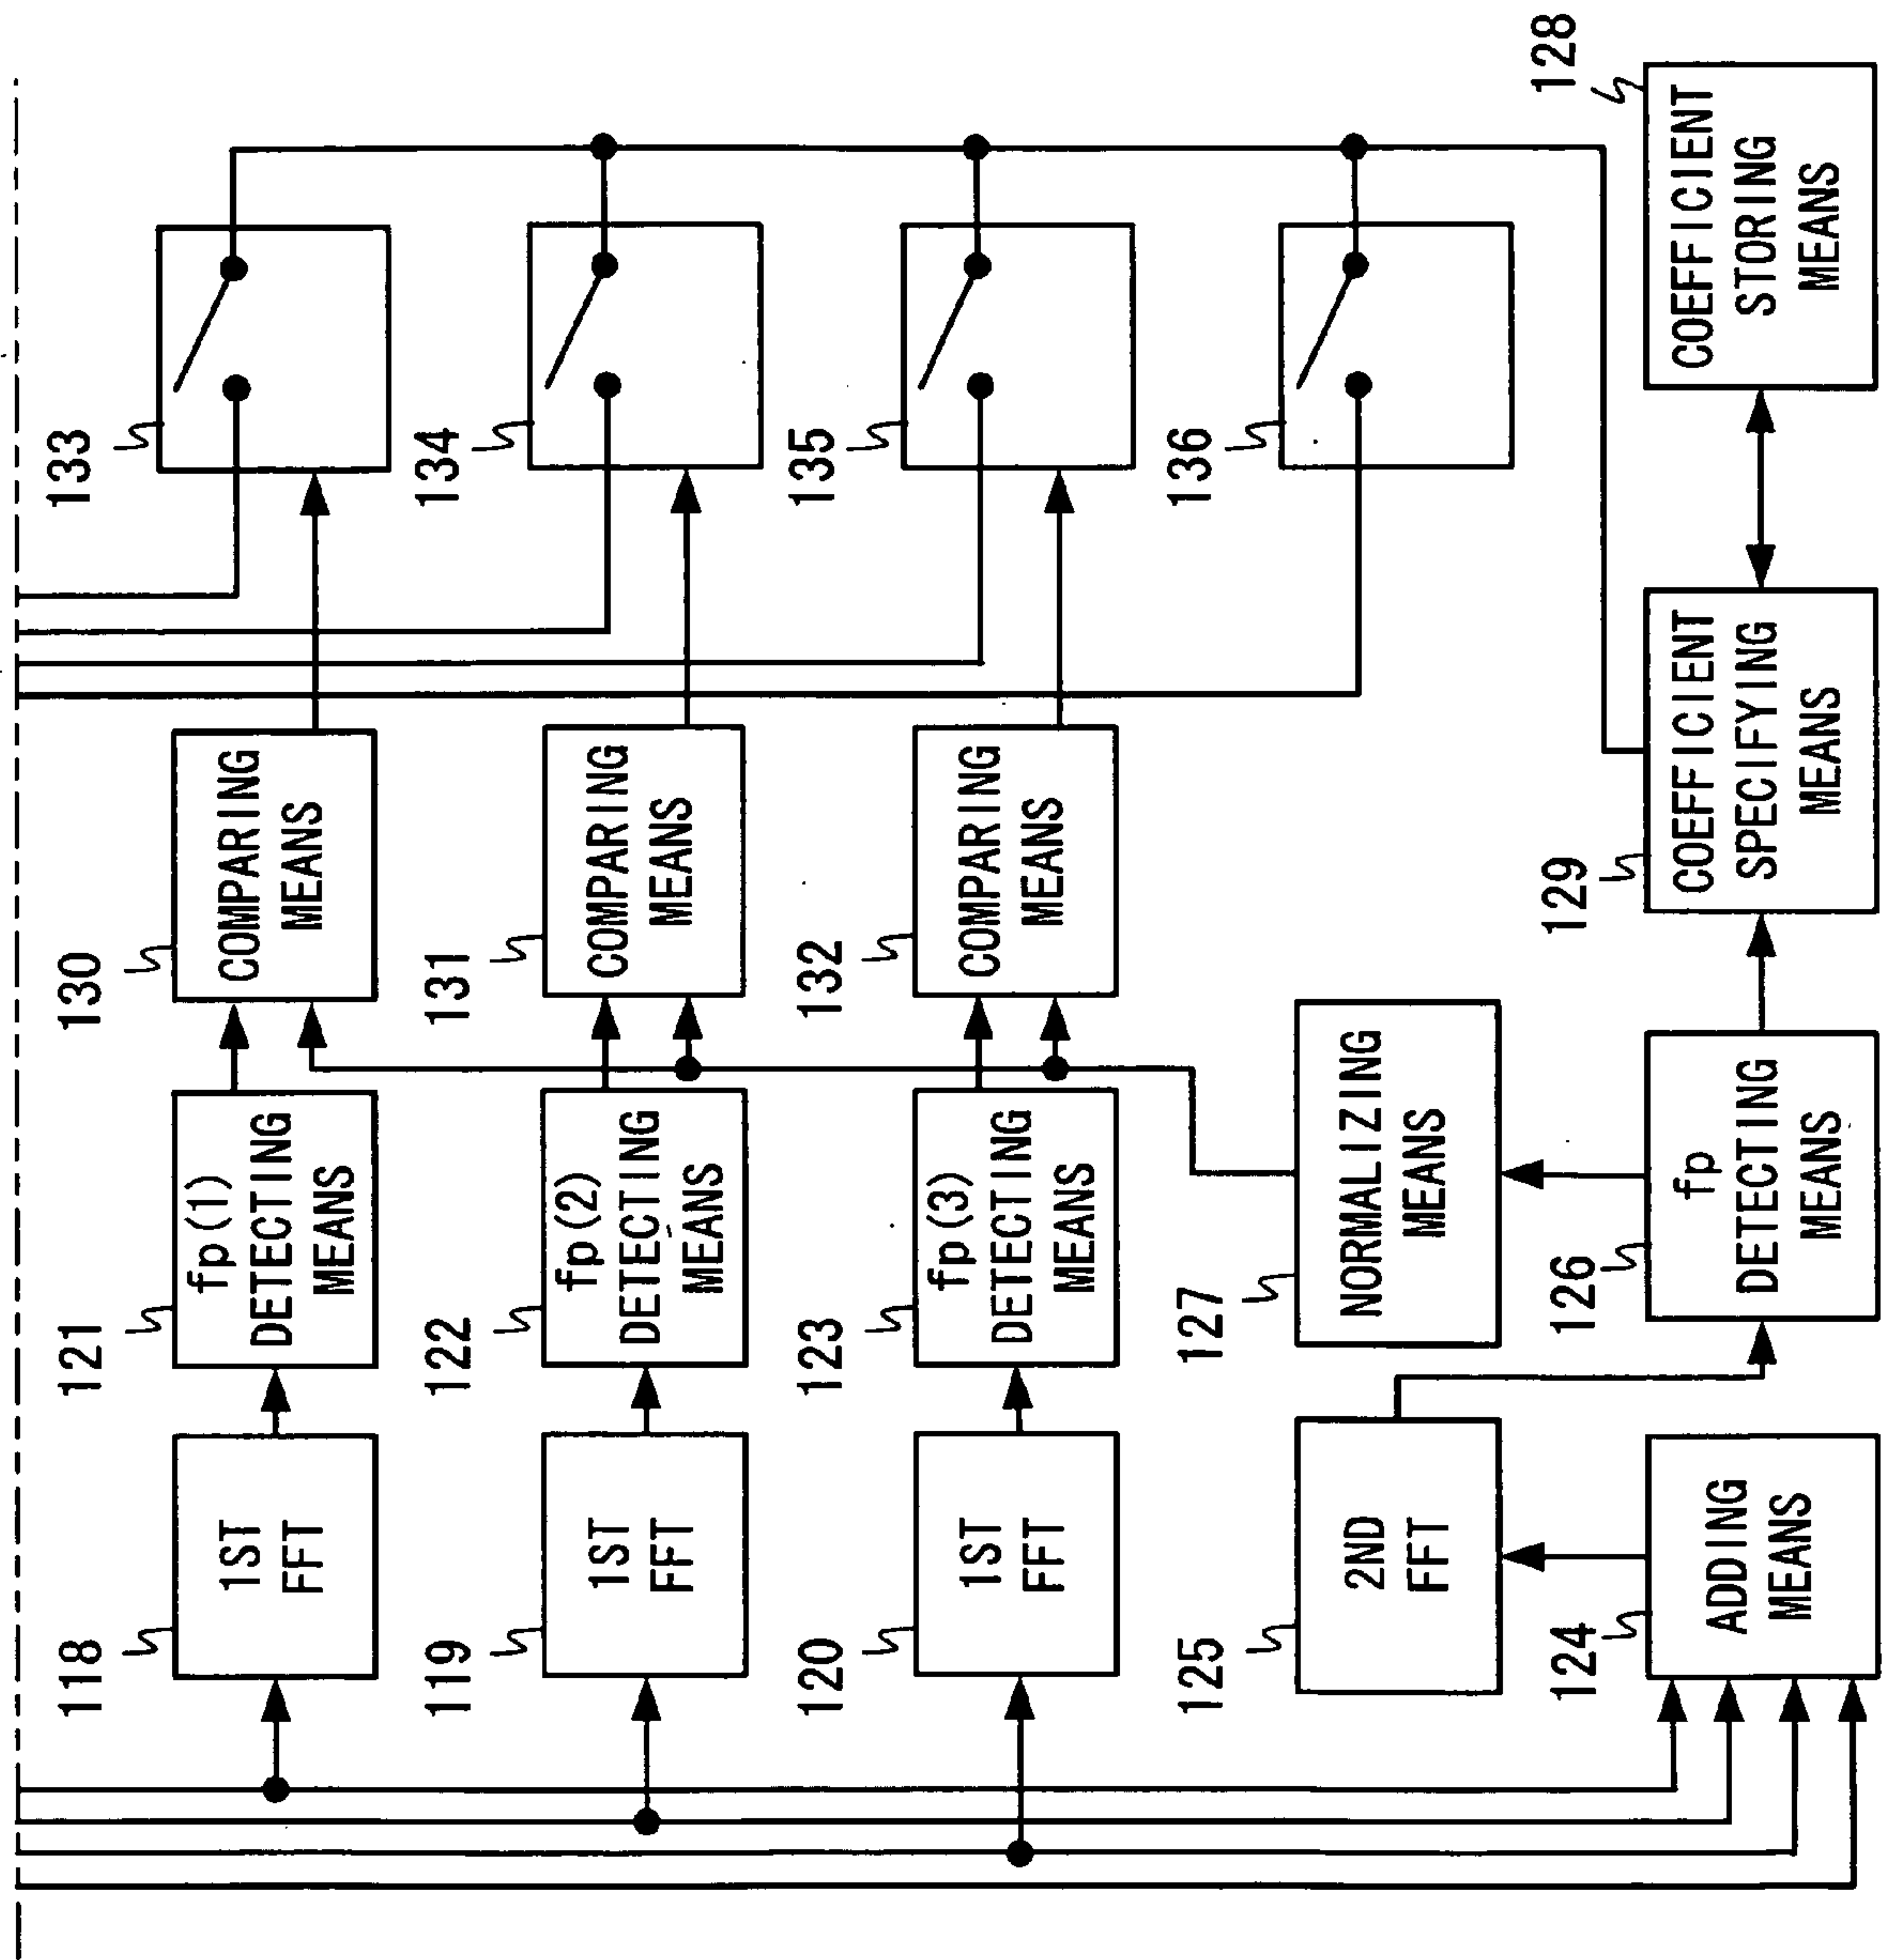 118
1ST
FFT
121
fp(1)
DETECTING
MEANS
130
COMPARING
MEANS
133
119
1ST
FFT
122
fp(2)
DETECTING
MEANS
131
COMPARING
MEANS
134
120
1ST
FFT
123
fp(3)
DETECTING
MEANS
132
COMPARING
MEANS
135
125
2ND
FFT
127
NORMALIZING
MEANS
136
124
ADDING
MEANS
126
fp
DETECTING
MEANS
129
COEFFICIENT
SPECIFYING
MEANS
128
COEFFICIENT
STORING
MEANS